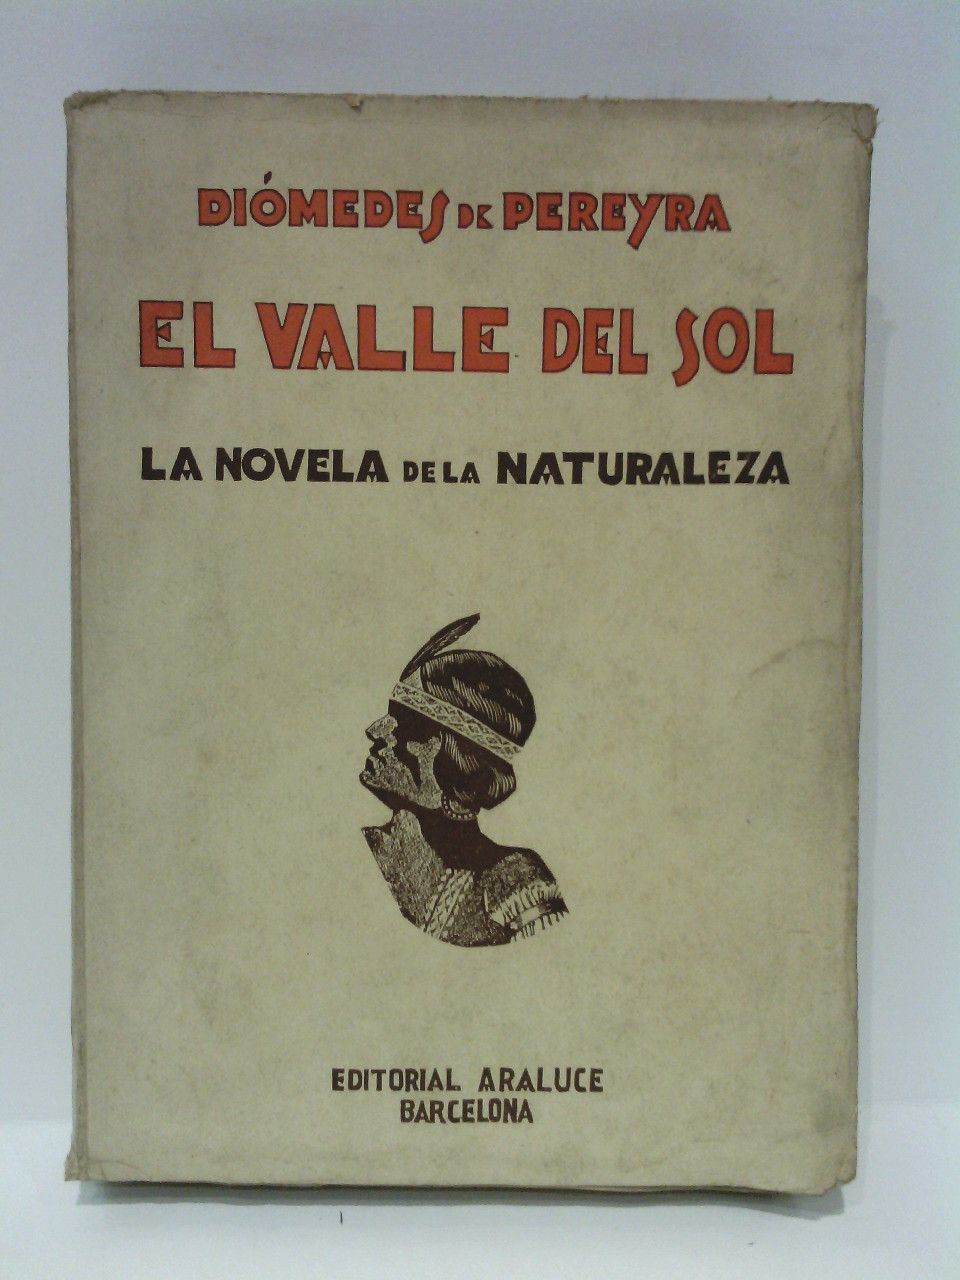 DIÓMEDES DE PEREYRA
EL VALLE DEL SOL
LA NOVELA DE LA NATURALEZA
EDITORIAL ARALUCE
BARCELONA